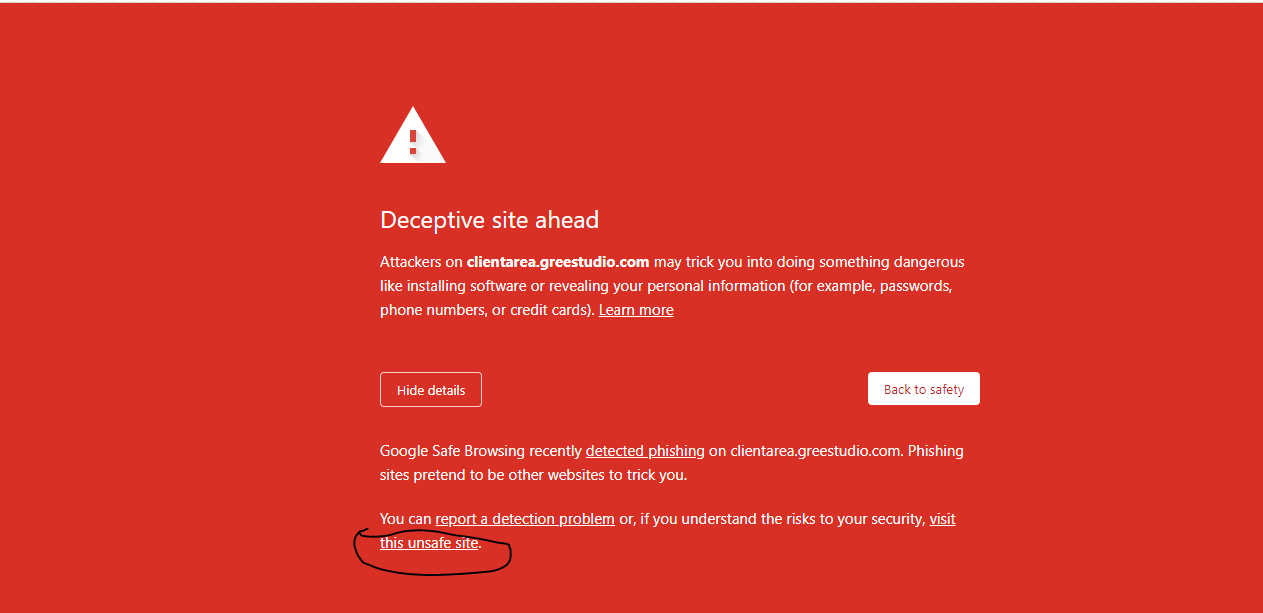 Deceptive site ahead
Attackers on clientarea.greestudio.com may trick you into doing something dangerous
like installing software or revealing your personal information (for example, passwords,
phone numbers, or credit cards). Learn more
Hide details
Back to safety
Google Safe Browsing recently detected phishing on clientarea.greestudio.com. Phishing
sites pretend to be other websites to trick you.
You can report a detection problem or, if you understand the risks to your security, visit
this unsafe site.